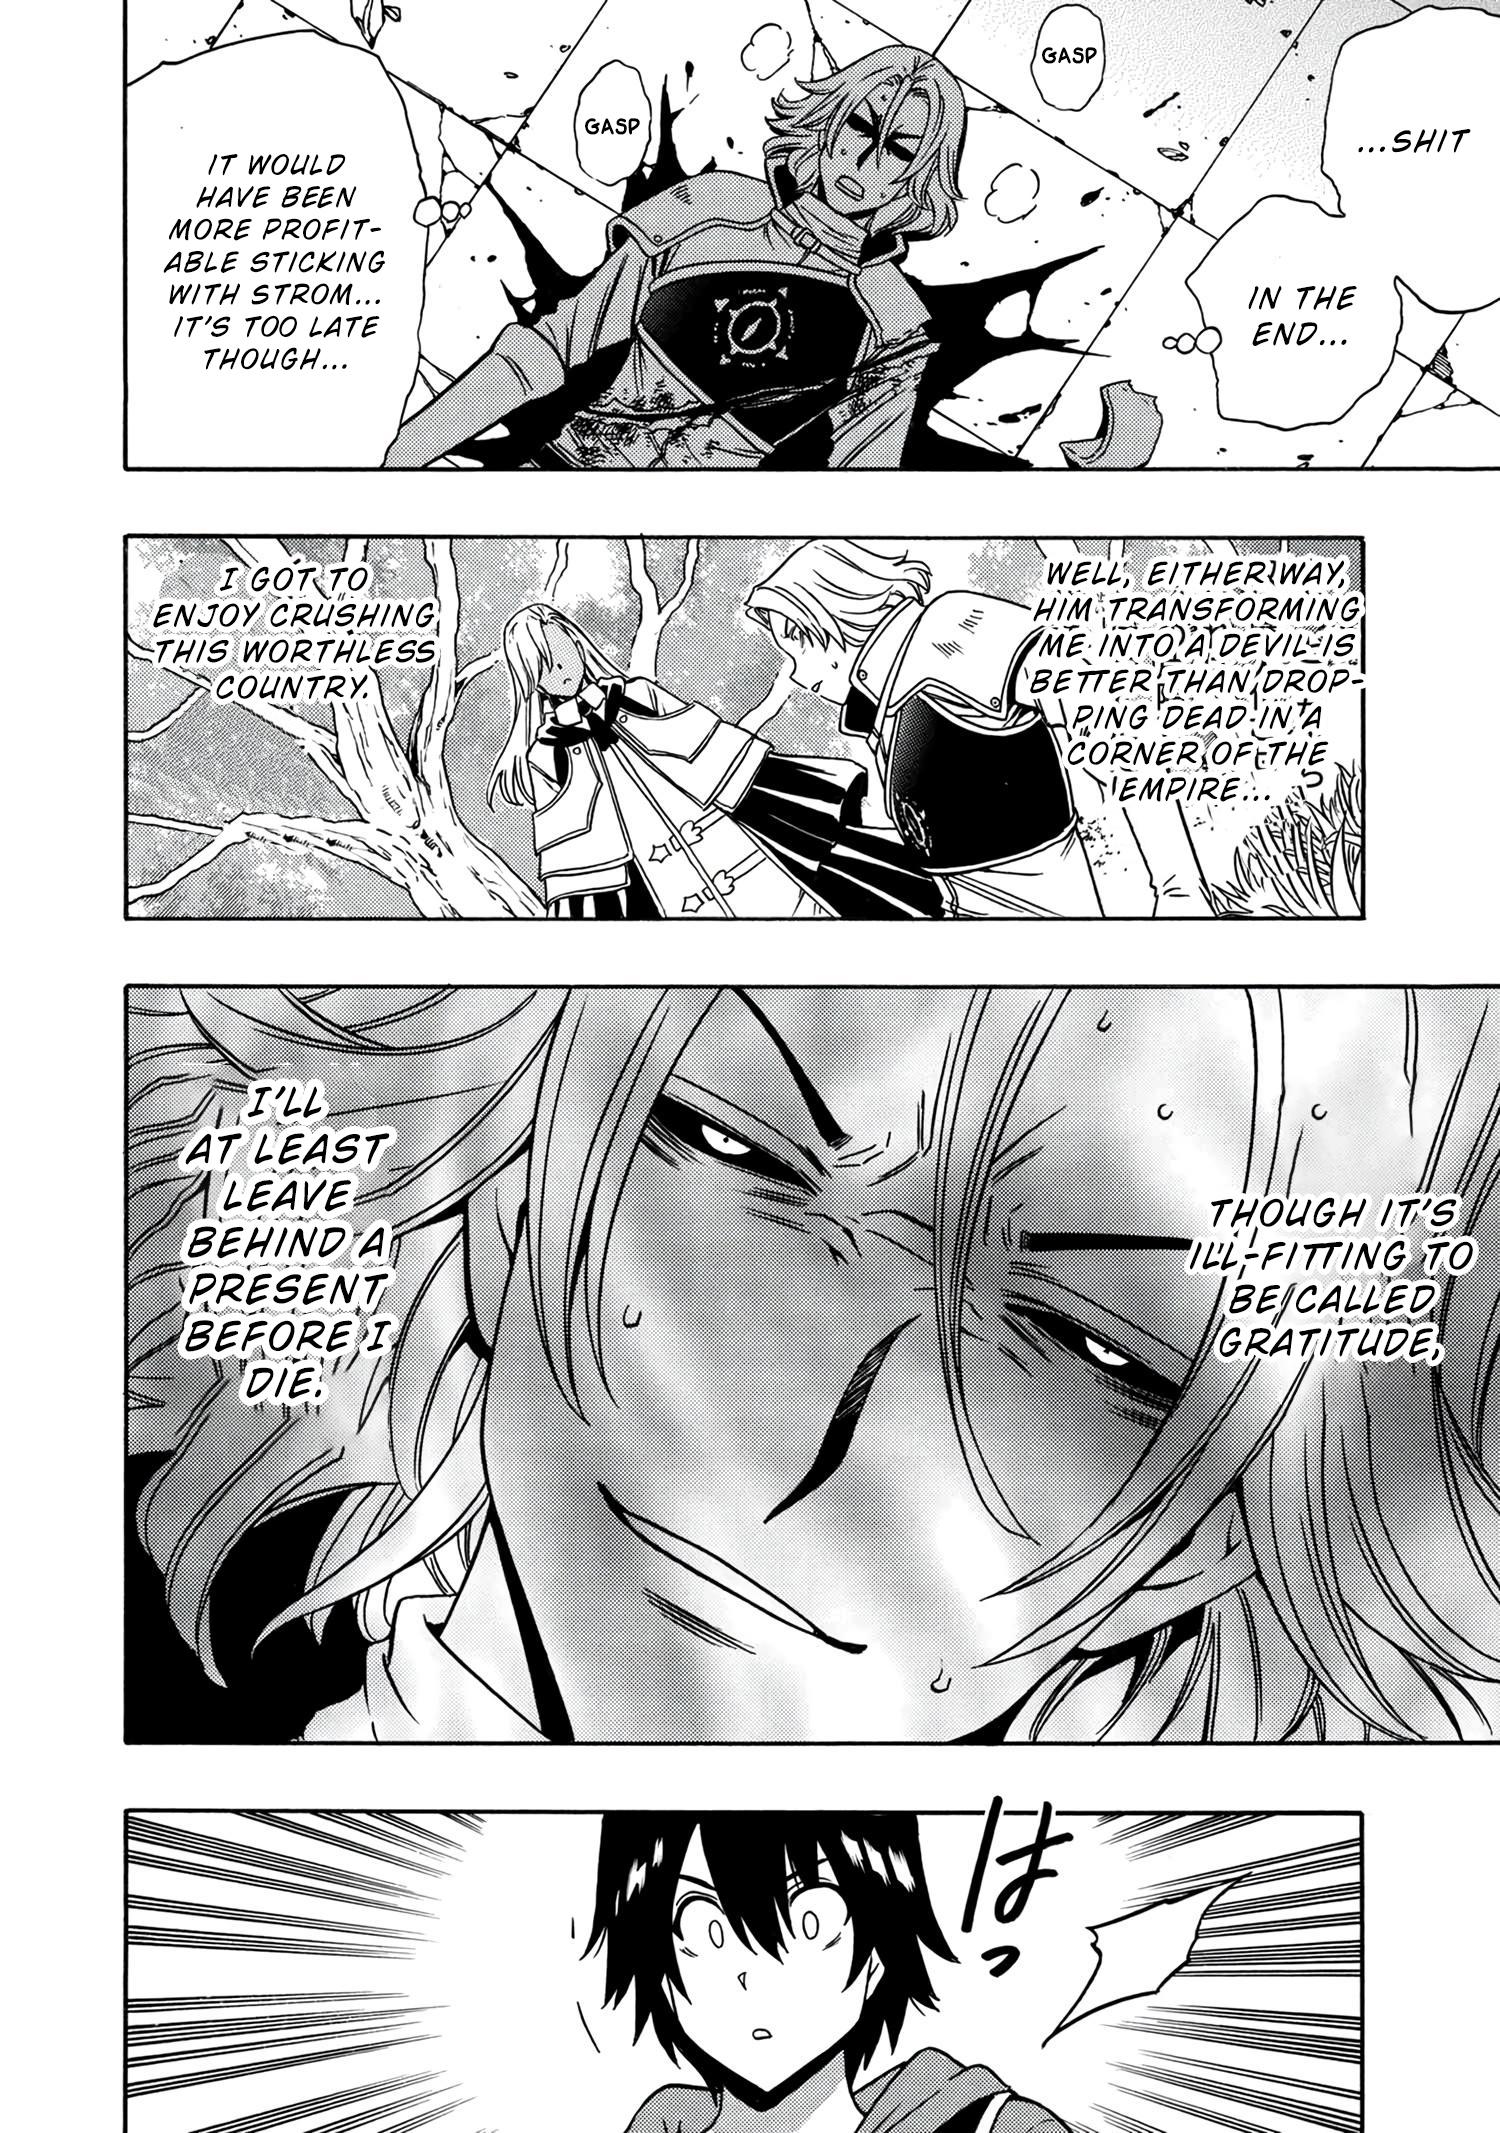 ...SHIT
IN THE
END...
GASP
GASP
IT WOULD
HAVE BEEN
MORE PROFIT-
ABLE STICKING
WITH STROM...
IT'S TOO LATE
THOUGH...
WELL, EITHER WAY,
HIM TRANSFORMING
ME INTO A DEVIL IS
BETTER THAN DROP-
PING DEAD IN A
CORNER OF THE
EMPIRE...
I GOT TO
ENJOY CRUSHING
THIS WORTHLESS
COUNTRY.
THOUGH IT'S
ILL-FITTING TO
BE CALLED
GRATITUDE,
I'LL
AT LEAST
LEAVE
BEHIND A
PRESENT
BEFORE I
DIE.
はっ